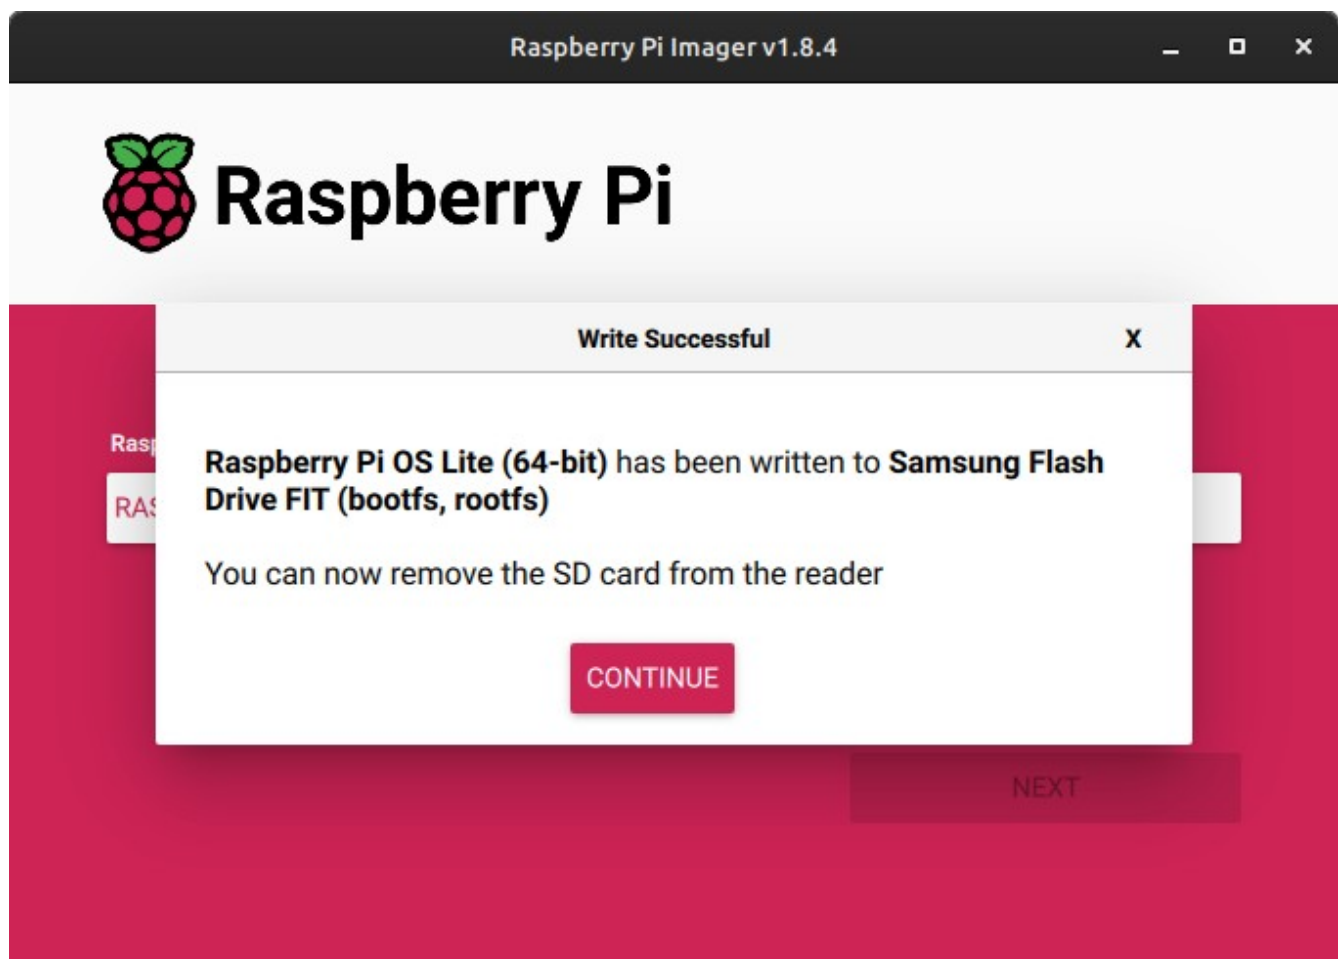 Raspberry Pi Imager v1.8.4
Raspberry Pi
Write Successful
X
Rasp
Raspberry Pi OS Lite (64-bit) has been written to Samsung Flash
Drive FIT (bootfs, rootfs)
RAS
You can now remove the SD card from the reader
CONTINUE
NEXT